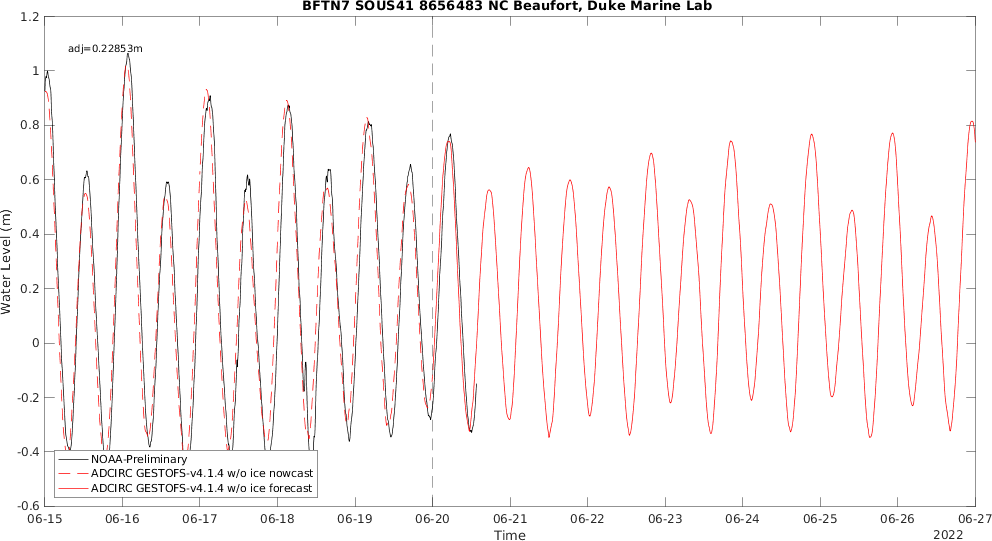 BFTN7 SOUS41 8656483 NC Beaufort, Duke Marine Lab
adj=0.22853m
1.2
1
0.8
0.6
0.4
0.2
0
-0.2
-0.4
-0.6
Water Level (m)
NOAA-Preliminary
ADCIRC GESTOFS-v4.1.4 w/o ice nowcast
ADCIRC GESTOFS-v4.1.4 w/o ice forecast
06-15 06-16 06-17 06-18 06-19 06-20 06-21 06-22 06-23 06-24 06-25 06-26 06-27
Time
2022